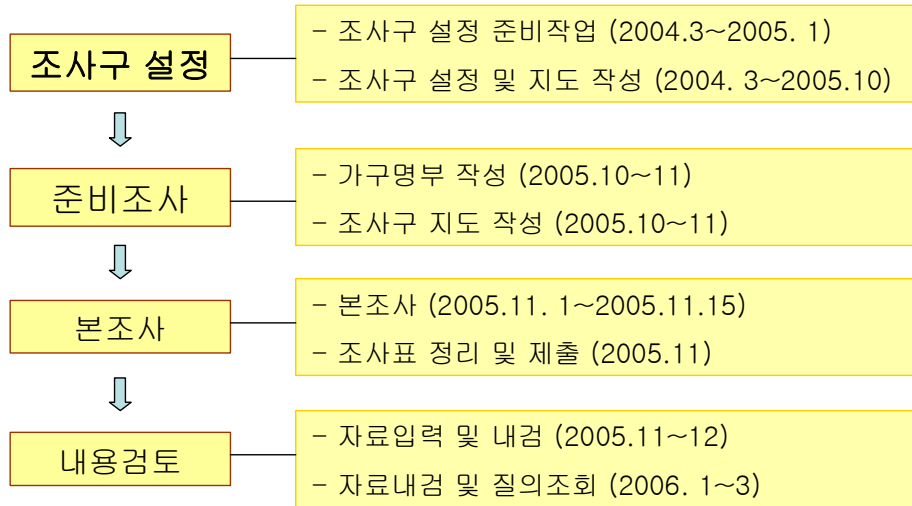 조사구 설정
- 조사구 설정 준비작업 (2004.3~2005. 1)
- 조사구 설정 및 지도 작성 (2004. 3~2005.10)
준비조사
- 가구명부 작성 (2005.10~11)
- 조사구 지도 작성 (2005.10~11)
본조사
- 본조사 (2005.11. 1~2005.11.15)
- 조사표 정리 및 제출 (2005.11)
내용검토
- 자료입력 및 내검 (2005.11~12)
- 자료내검 및 질의조회 (2006. 1~3)